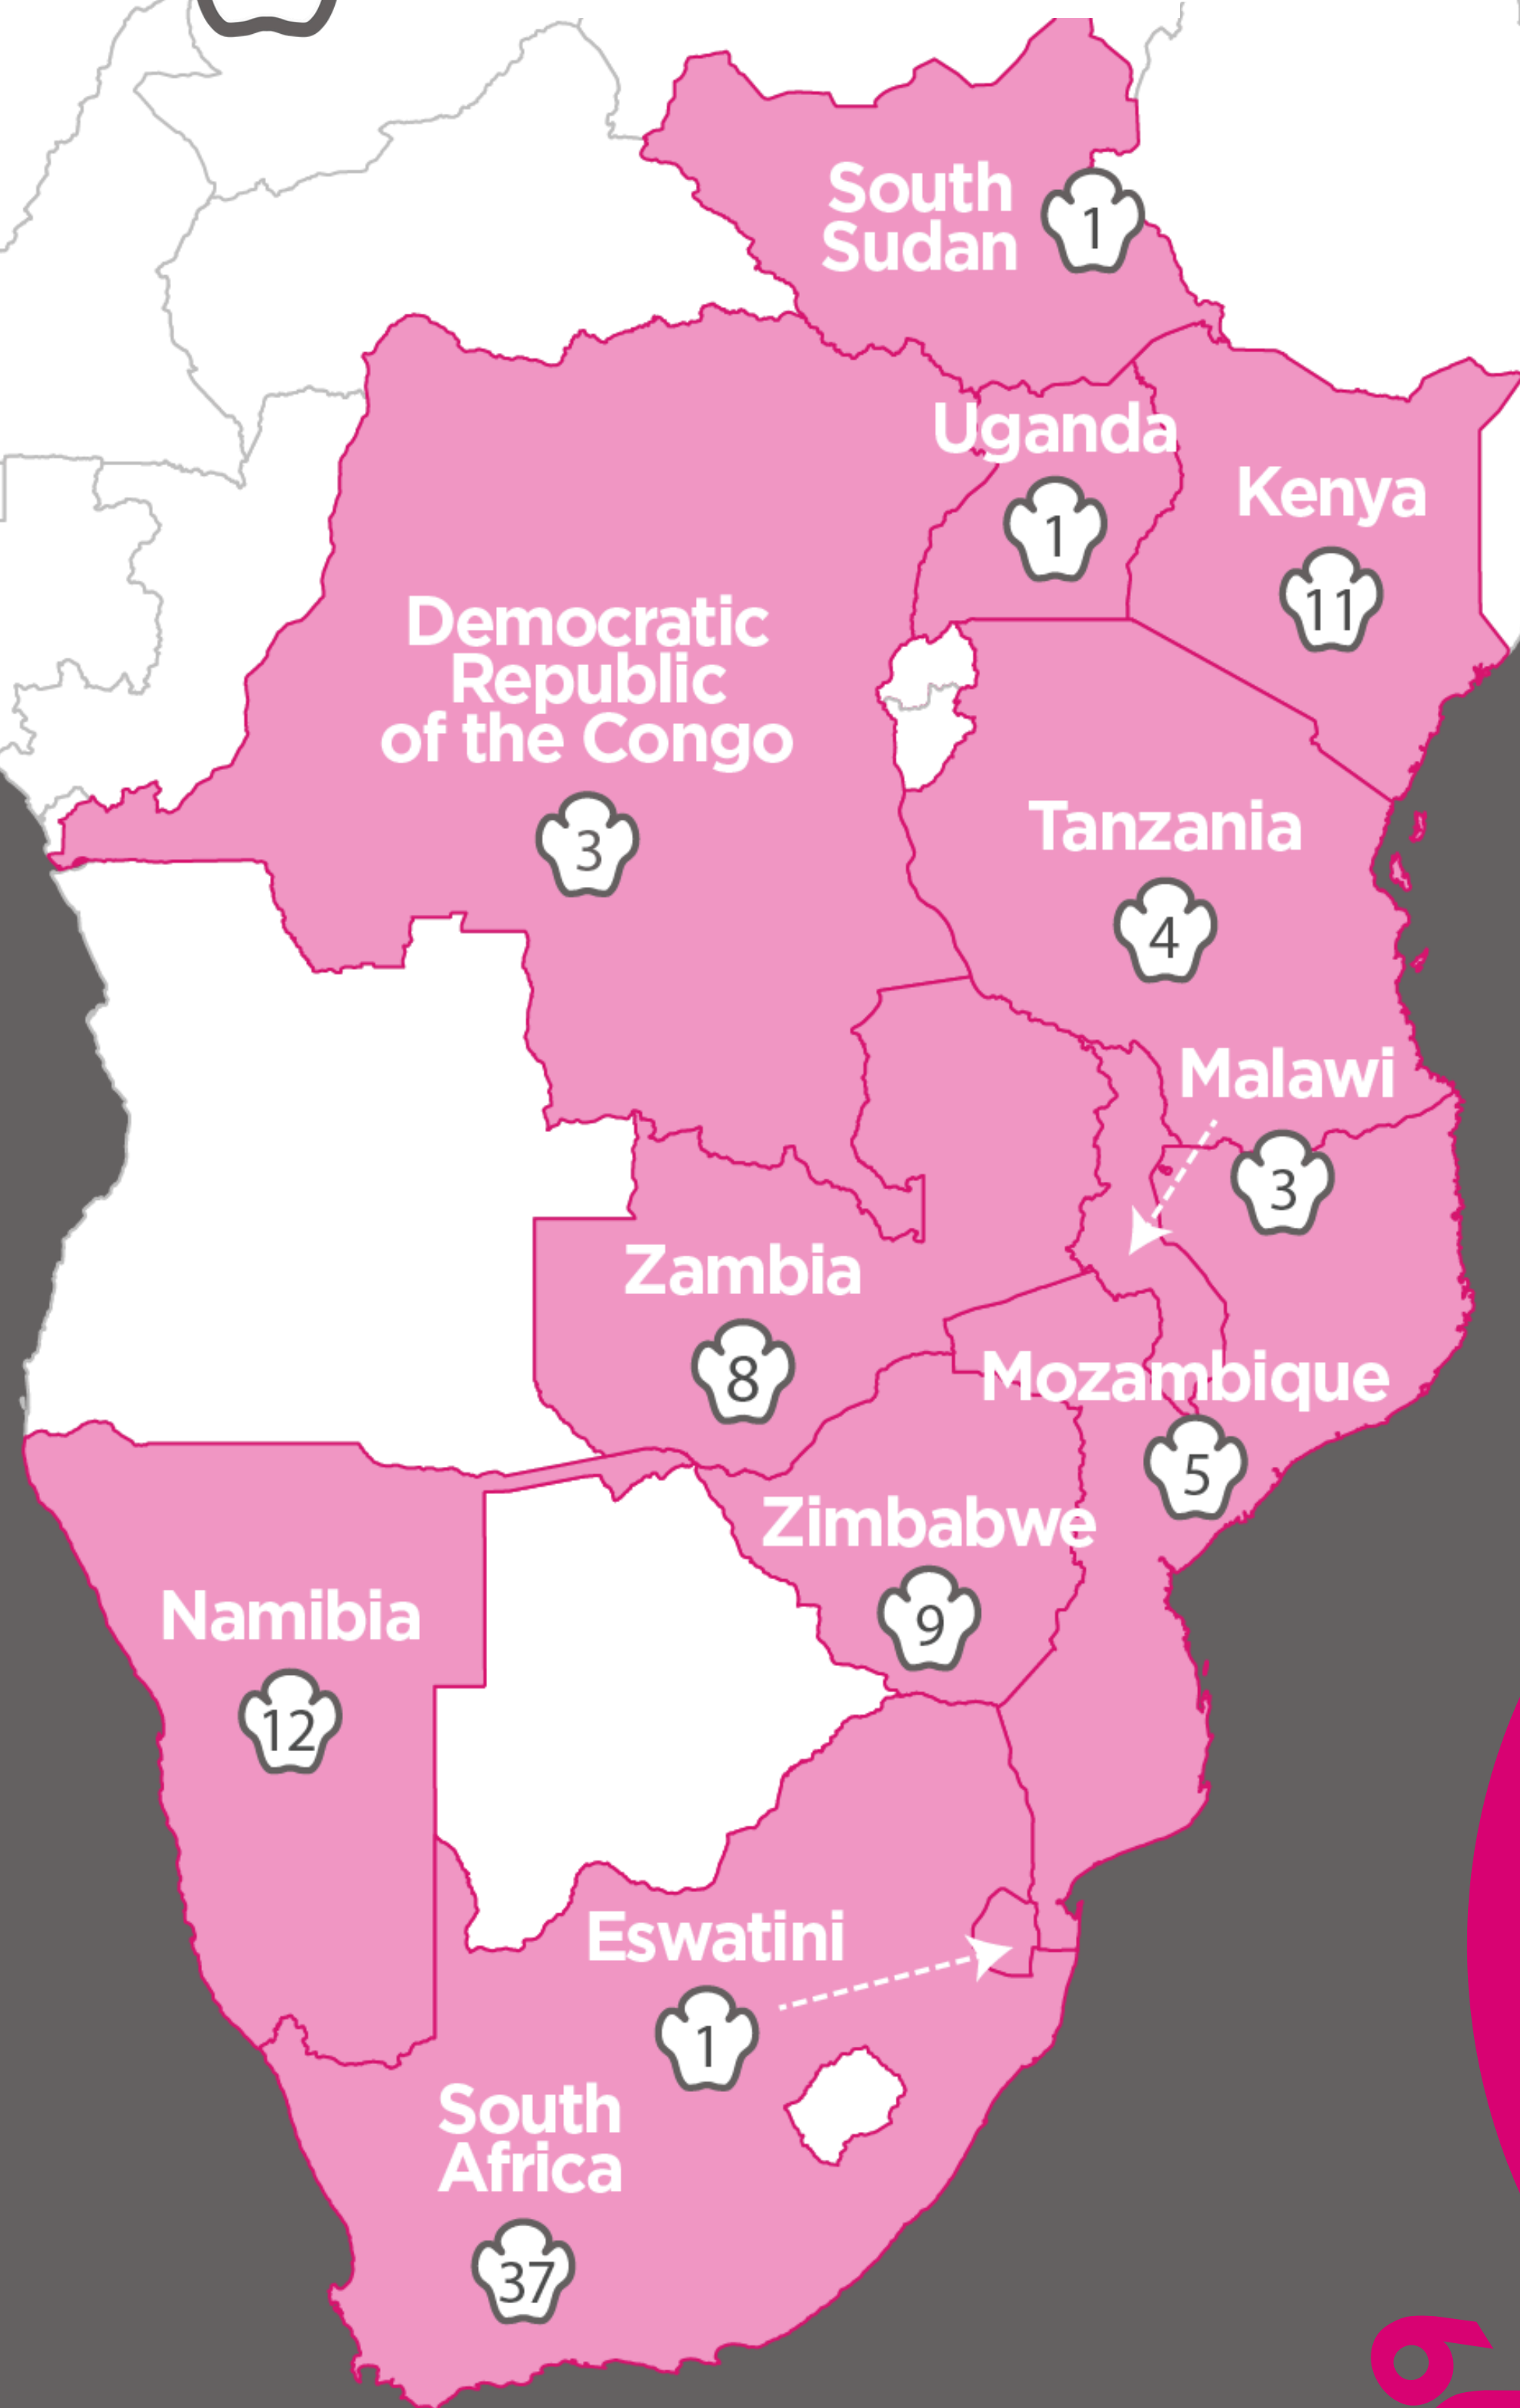 South
Sudan
1
Uganda
1
Kenya
11
Democratic
Republic
of the Congo
3
Tanzania
4
Malawi
3
Zambia
8
Mozambique
5
Zimbabwe
9
Namibia
12
Eswatini
1
South
Africa
37